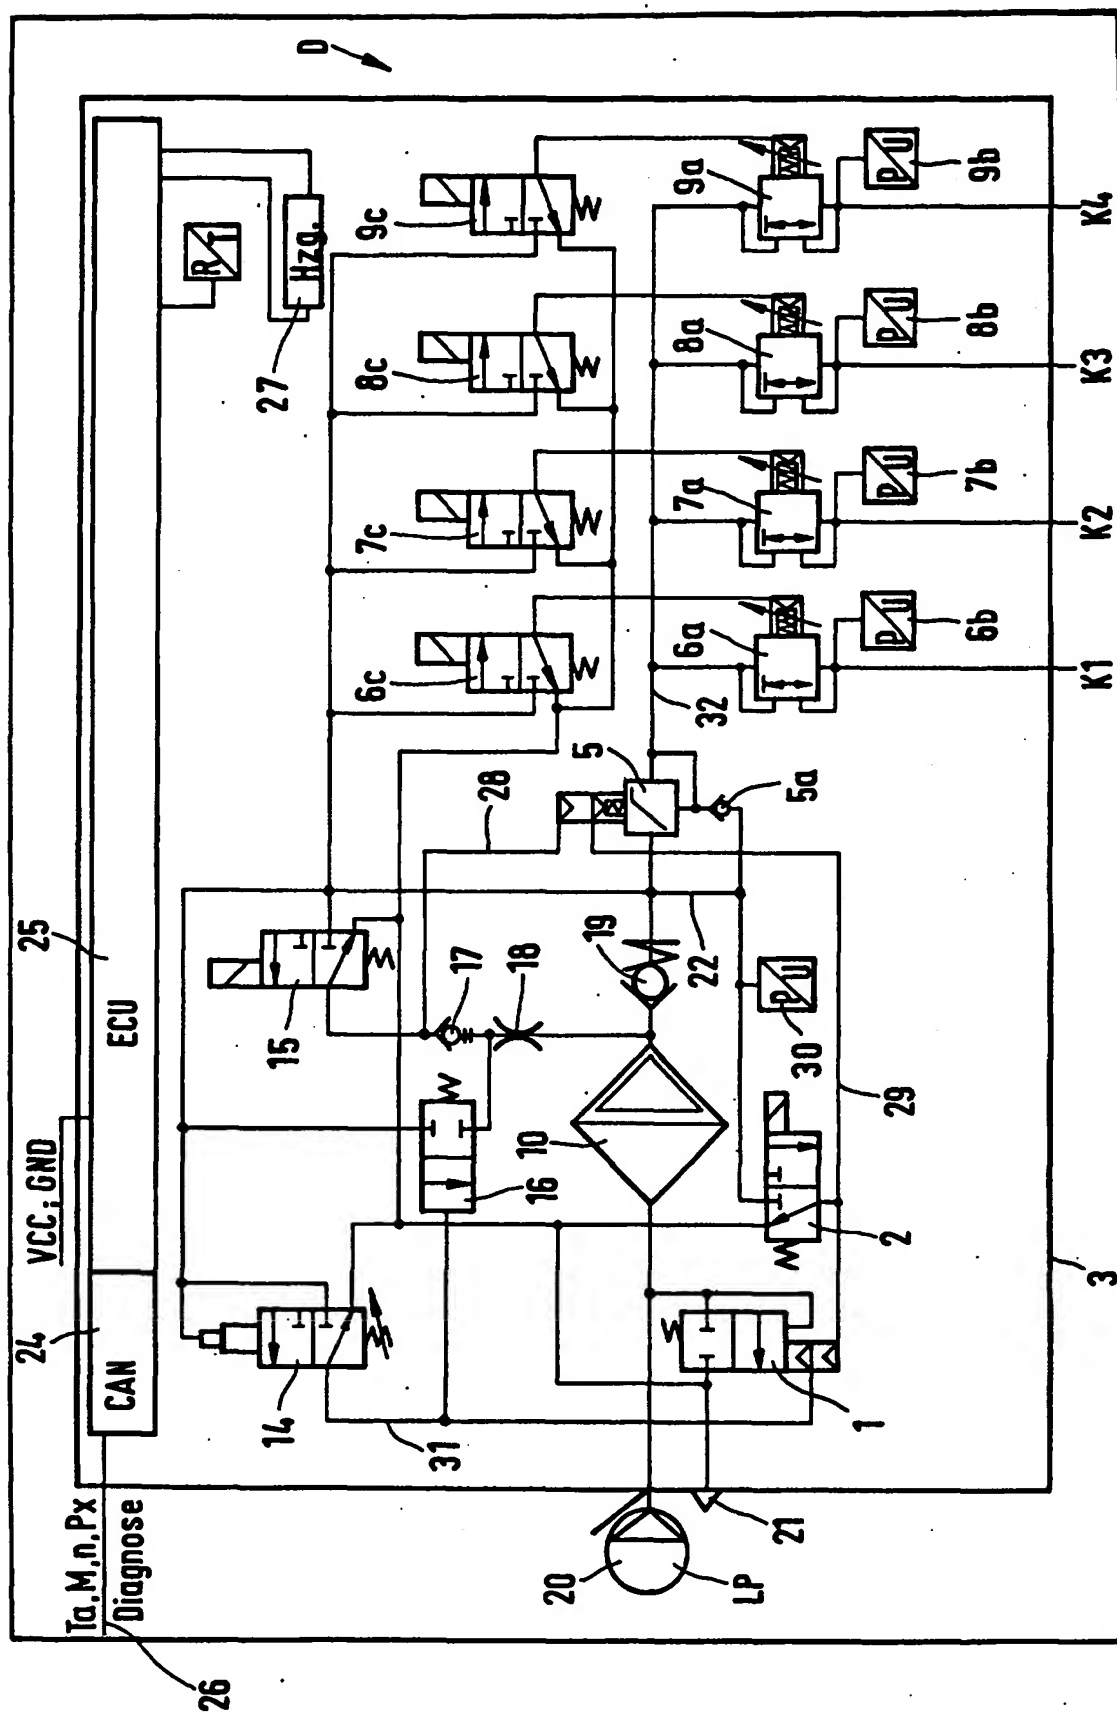 D
25
ECU
VCC; GND
24
CAN
Ta, M, n, Px
Diagnose
26
R
T
Hzg.
27
9c
8c
7c
6c
15
14
16
17
18
28
31
9a
8a
7a
6a
32
5
5a
19
22
10
30
P
U
29
2
1
3
20
LP
21
P
U
9b
P
U
8b
P
U
7b
P
U
6b
K4
K3
K2
K1